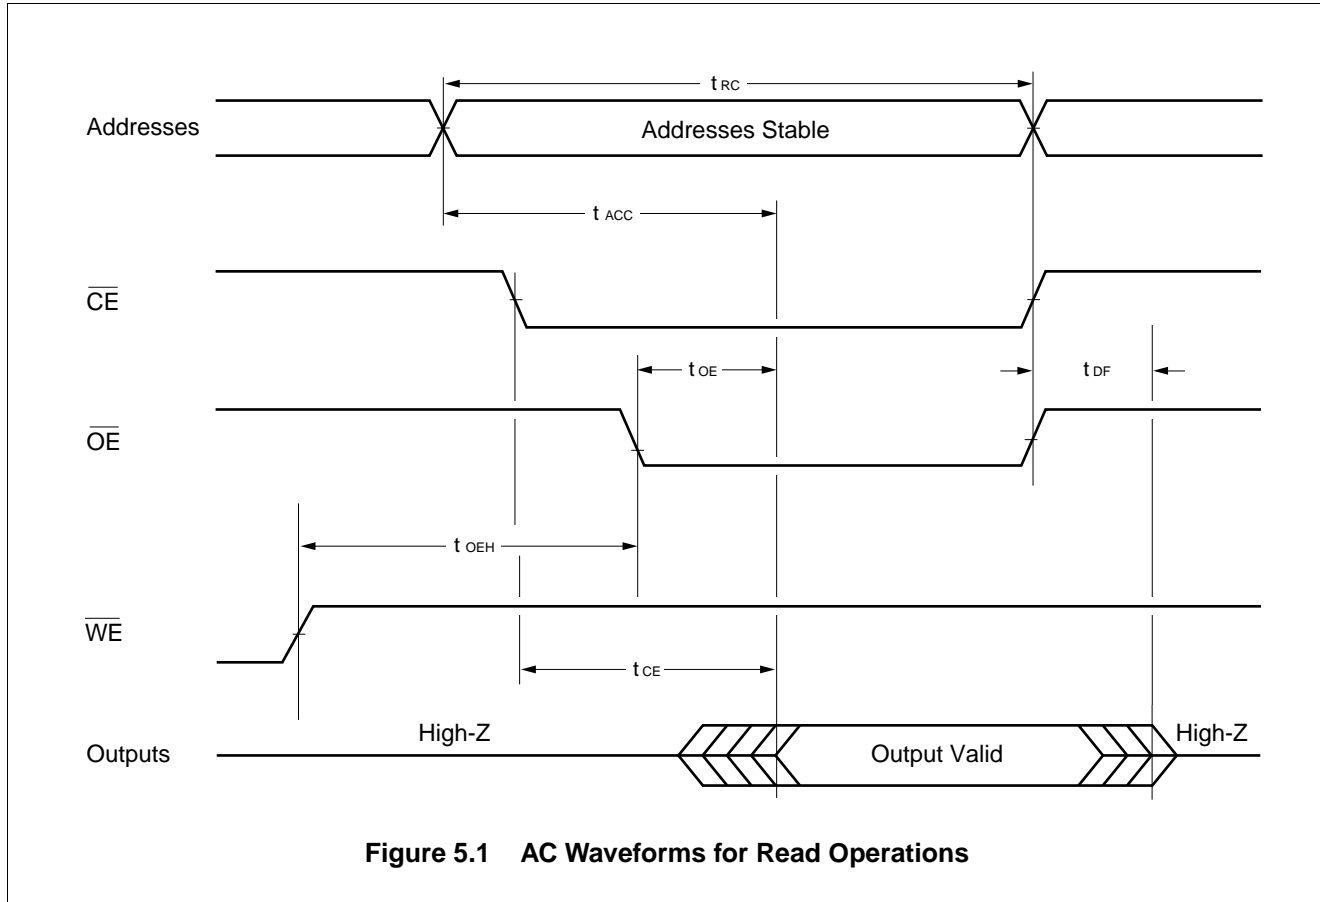 t RC
Addresses
Addresses Stable
t ACC
CE
t OE
t DF
OE
t OEH
WE
t CE
High-Z
High-Z
Outputs
Output Valid
Figure 5.1 AC Waveforms for Read Operations